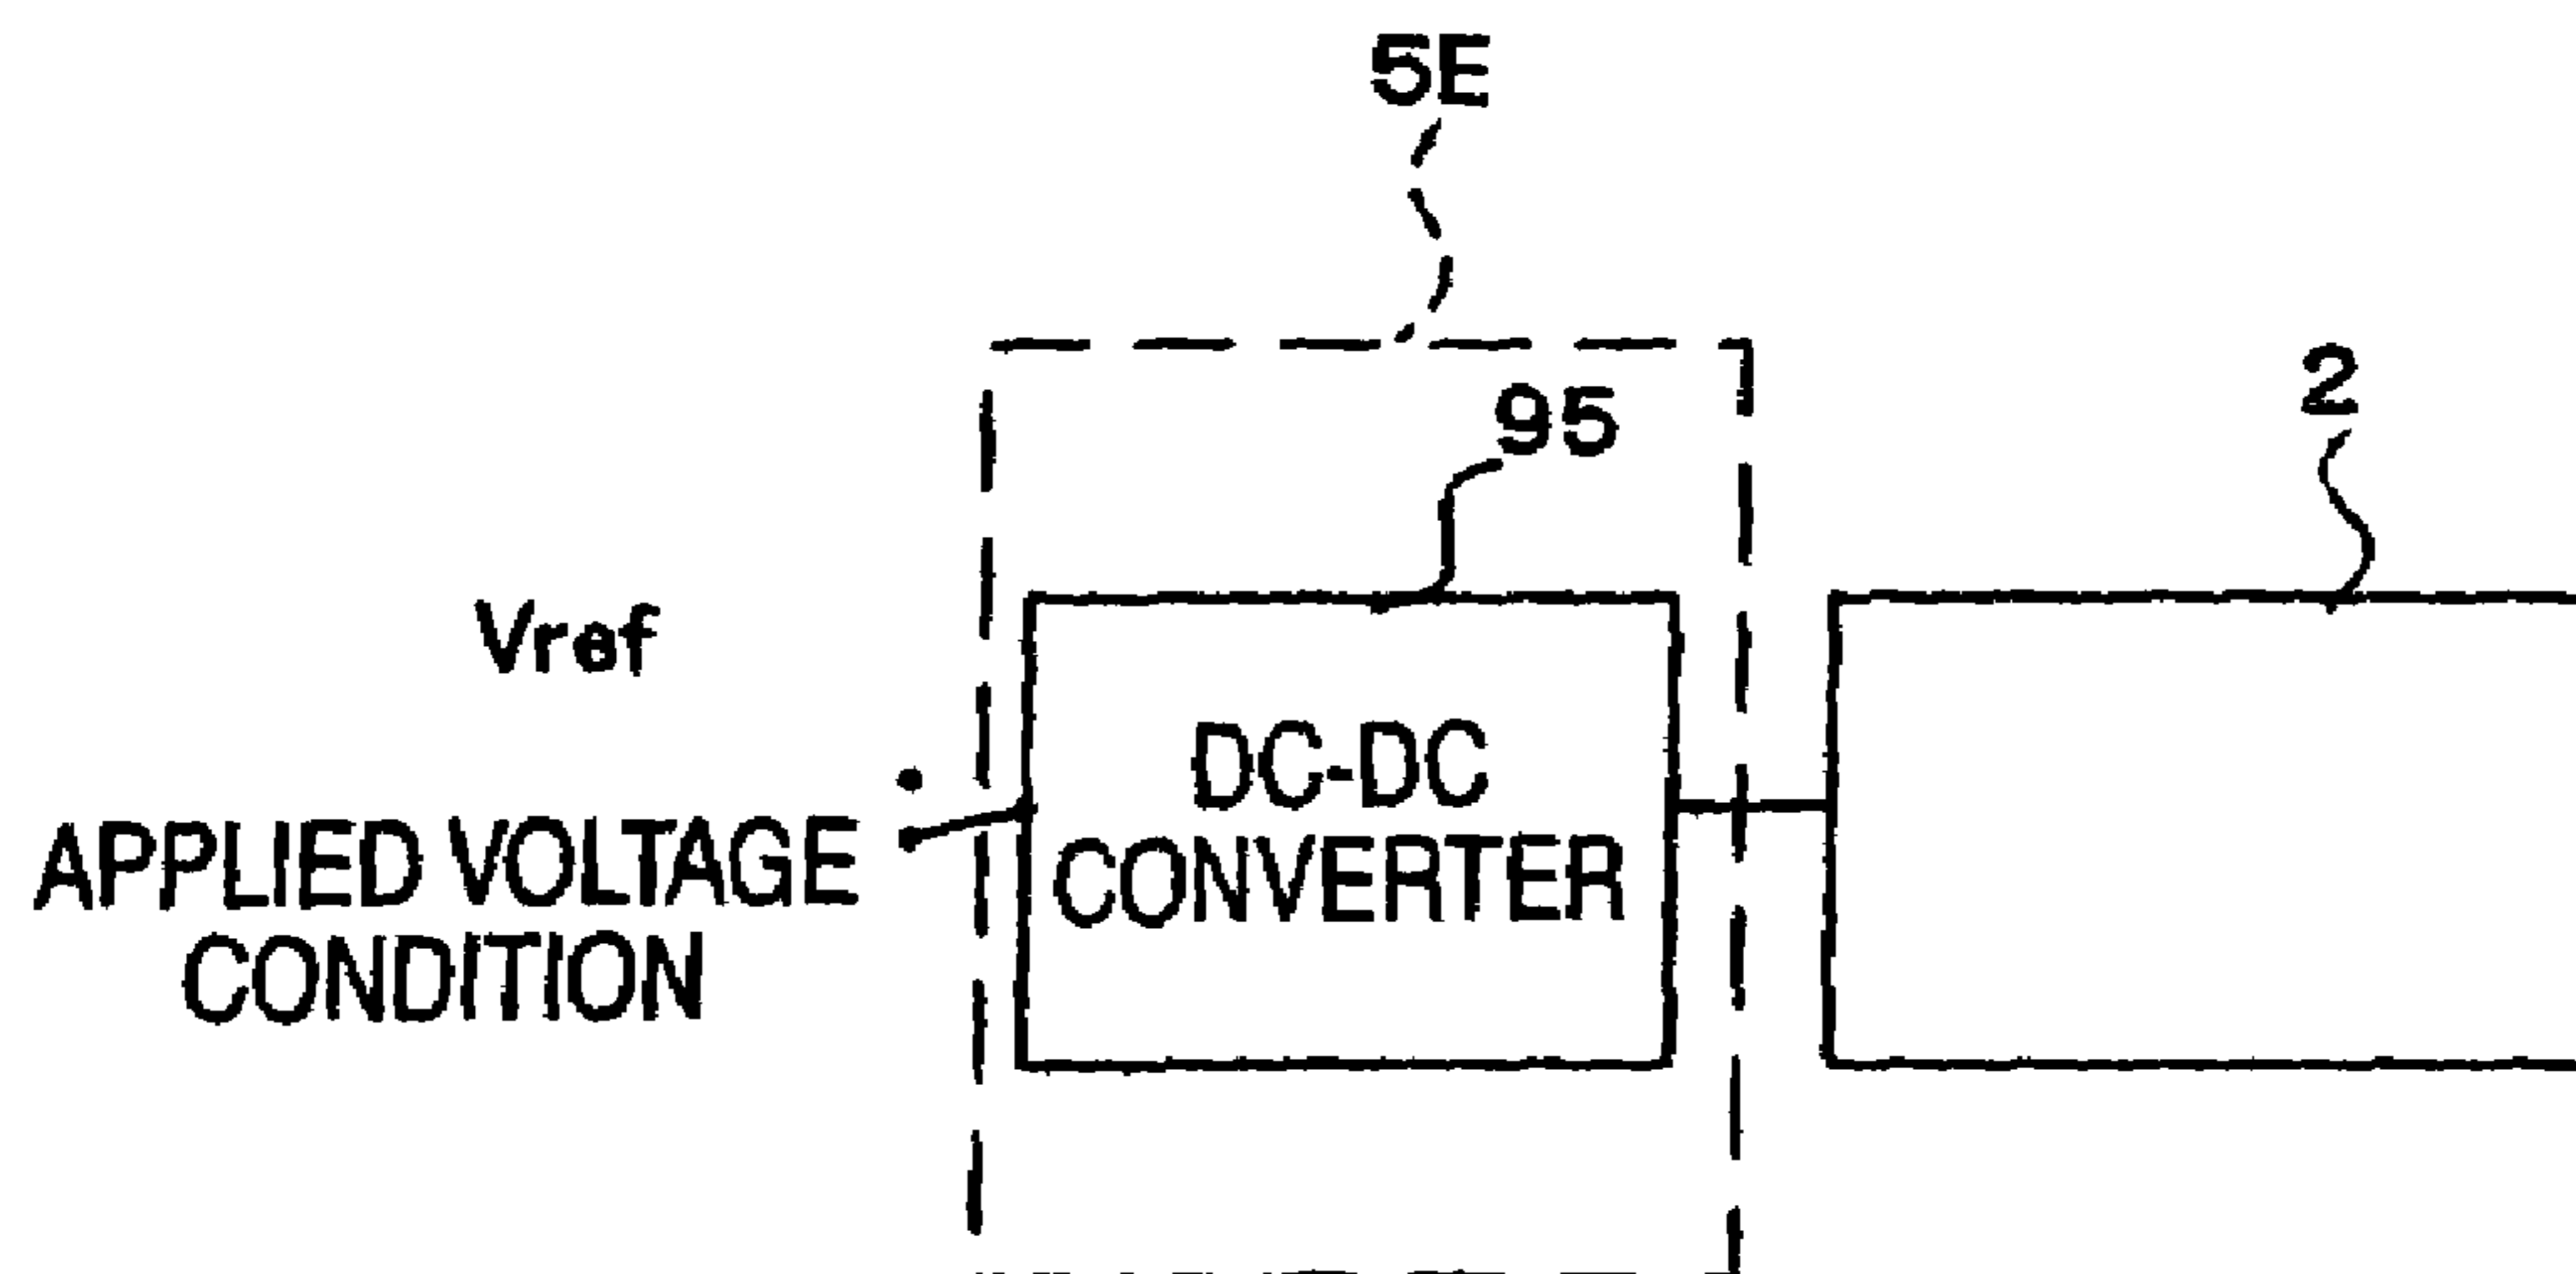 5E
95
2
Vref
DC-DC
CONVERTER
APPLIED VOLTAGE
CONDITION